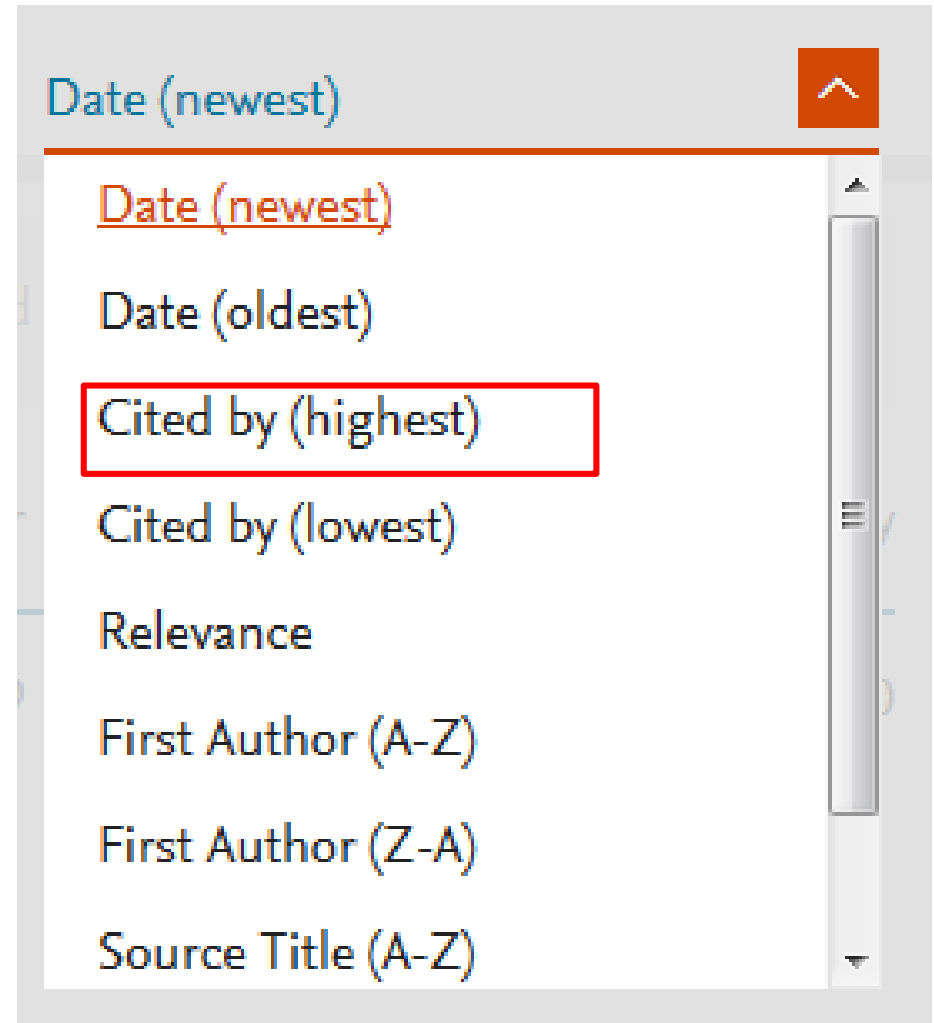 Date (newest)
Date (newest)
Date (oldest)
Cited by (highest)
Cited by (lowest)
Relevance
First Author (A-Z)
First Author (Z-A)
Source Title (A-Z)